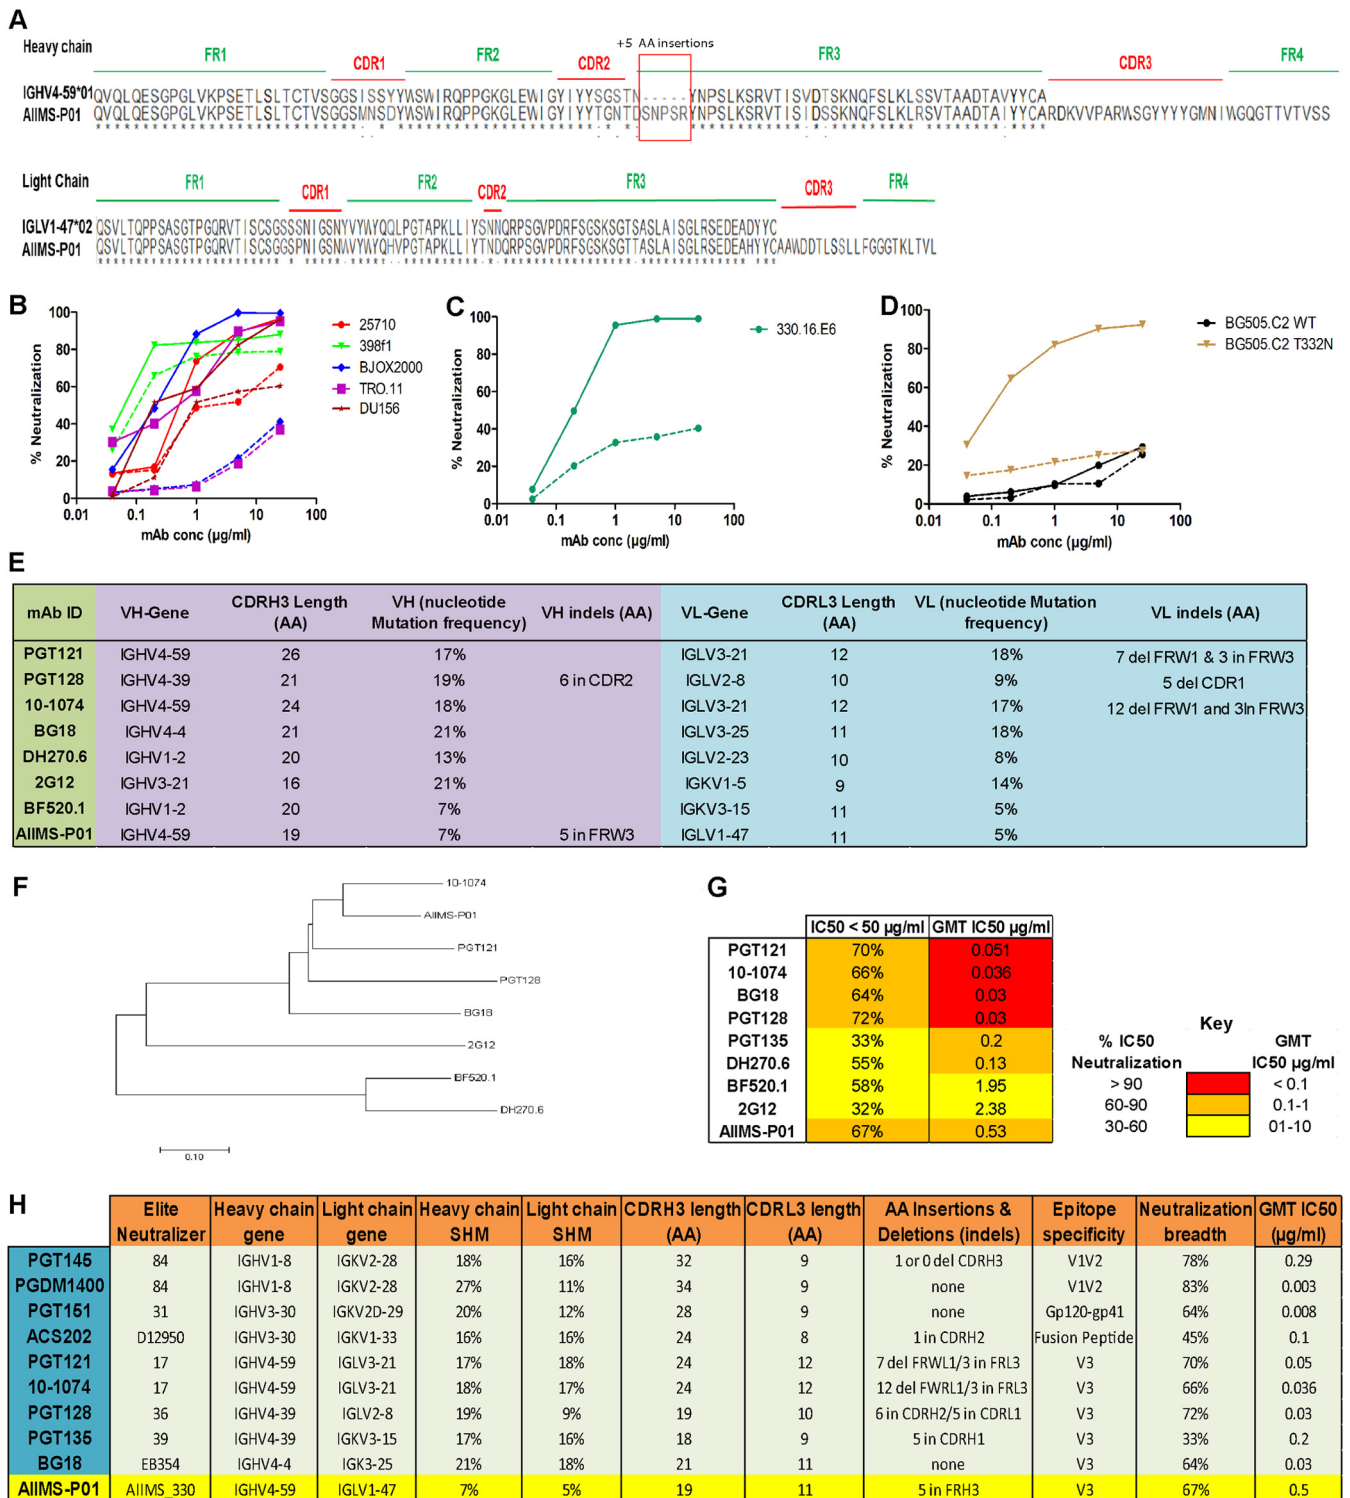 A
Heavy chain
FR1
CDR1
FR2
CDR2
+5 AA insertions
FR3
CDR3
FR4
IGHV4-59*01 QVQLQESGPGLVKPSETLSLTCTVSGGSISSYYWSWIRQPPGKGLEWIGYIYYSGSTN-----YNPSLKSRVTISVDTSKNQFSLKLSSVTAADTAVYYCA
AIIMS-P01 QVQLQESGPGLVKPSETLSLTCTVSGGSMNSDYWSWIRQPPGKGLEWIGYIYYTGNTDSNPSRYNPSLKSRVTISIDSSKNQFSLKLRSVTAADTAIYYCARDKVVPARWSGYYYYGMNIWGQGTTVTVSS
Light Chain
FR1
CDR1
FR2
CDR2
FR3
CDR3
FR4
IGLV1-47*02 QSVLTQPPSASGTPGQRVTISCSGSSSNIGSNYVYWYQQLPGTAPKLLIYSNNQRPSGVPDRFSGSKSGTSASLAISGLRSEDEADYYC
AIIMS-P01 QSVLTQPPSASGTPGQRVTISCSGGSPNIGSNWVYWYQHVPGTAPKLLIYTNDQRPSGVPDRFSGSKSGTTASLAISGLRSEDEAHYYCAAWDDTLSSLLFGGGTKLTVL
B
% Neutralization
100
80
60
40
20
0
0.01 0.1 1 10 100
mAb conc (µg/ml)
25710
398f1
BJOX2000
TRO.11
DU156
C
% Neutralization
100
80
60
40
20
0
0.01 0.1 1 10 100
mAb conc (µg/ml)
330.16.E6
D
% Neutralization
100
80
60
40
20
0
0.01 0.1 1 10 100
mAb conc (µg/ml)
BG505.C2 WT
BG505.C2 T332N
E
mAb ID VH-Gene CDRH3 Length (AA) VH (nucleotide Mutation frequency) VH indels (AA) VL-Gene CDRL3 Length (AA) VL (nucleotide Mutation frequency) VL indels (AA)
PGT121 IGHV4-59 26 17% IGLV3-21 12 18% 7 del FRW1 & 3 in FRW3
PGT128 IGHV4-39 21 19% 6 in CDR2 IGLV2-8 10 9% 5 del CDR1
10-1074 IGHV4-59 24 18% IGLV3-21 12 17% 12 del FRW1 and 3In FRW3
BG18 IGHV4-4 21 21% IGLV3-25 11 18%
DH270.6 IGHV1-2 20 13% IGLV2-23 10 8%
2G12 IGHV3-21 16 21% IGKV1-5 9 14%
BF520.1 IGHV1-2 20 7% IGKV3-15 11 5%
AIIMS-P01 IGHV4-59 19 7% 5 in FRW3 IGLV1-47 11 5%
F
10-1074
AIIMS-P01
PGT121
PGT128
BG18
2G12
BF520.1
DH270.6
0.10
G
IC50 < 50 µg/ml GMT IC50 µg/ml
PGT121 70% 0.051
10-1074 66% 0.036
BG18 64% 0.03
PGT128 72% 0.03
PGT135 33% 0.2
DH270.6 55% 0.13
BF520.1 58% 1.95
2G12 32% 2.38
AIIMS-P01 67% 0.53
Key
% IC50 Neutralization GMT IC50 µg/ml
> 90 < 0.1
60-90 0.1-1
30-60 01-10
H
Elite Neutralizer Heavy chain gene Light chain gene Heavy chain SHM Light chain SHM CDRH3 length (AA) CDRL3 length (AA) AA Insertions & Deletions (indels) Epitope specificity Neutralization breadth GMT IC50 (µg/ml)
PGT145 84 IGHV1-8 IGKV2-28 18% 16% 32 9 1 or 0 del CDRH3 V1V2 78% 0.29
PGDM1400 84 IGHV1-8 IGKV2-28 27% 11% 34 9 none V1V2 83% 0.003
PGT151 31 IGHV3-30 IGKV2D-29 20% 12% 28 9 none Gp120-gp41 64% 0.008
ACS202 D12950 IGHV3-30 IGKV1-33 16% 16% 24 8 1 in CDRH2 Fusion Peptide 45% 0.1
PGT121 17 IGHV4-59 IGLV3-21 17% 18% 24 12 7 del FRWL1/3 in FRL3 V3 70% 0.05
10-1074 17 IGHV4-59 IGLV3-21 18% 17% 24 12 12 del FWRL1/3 in FRL3 V3 66% 0.036
PGT128 36 IGHV4-39 IGLV2-8 19% 9% 19 10 6 in CDRH2/5 in CDRL1 V3 72% 0.03
PGT135 39 IGHV4-39 IGKV3-15 17% 16% 18 9 5 in CDRH1 V3 33% 0.2
BG18 EB354 IGHV4-4 IGK3-25 21% 18% 21 11 none V3 64% 0.03
AIIMS-P01 AIIMS_330 IGHV4-59 IGLV1-47 7% 5% 19 11 5 in FRH3 V3 67% 0.5